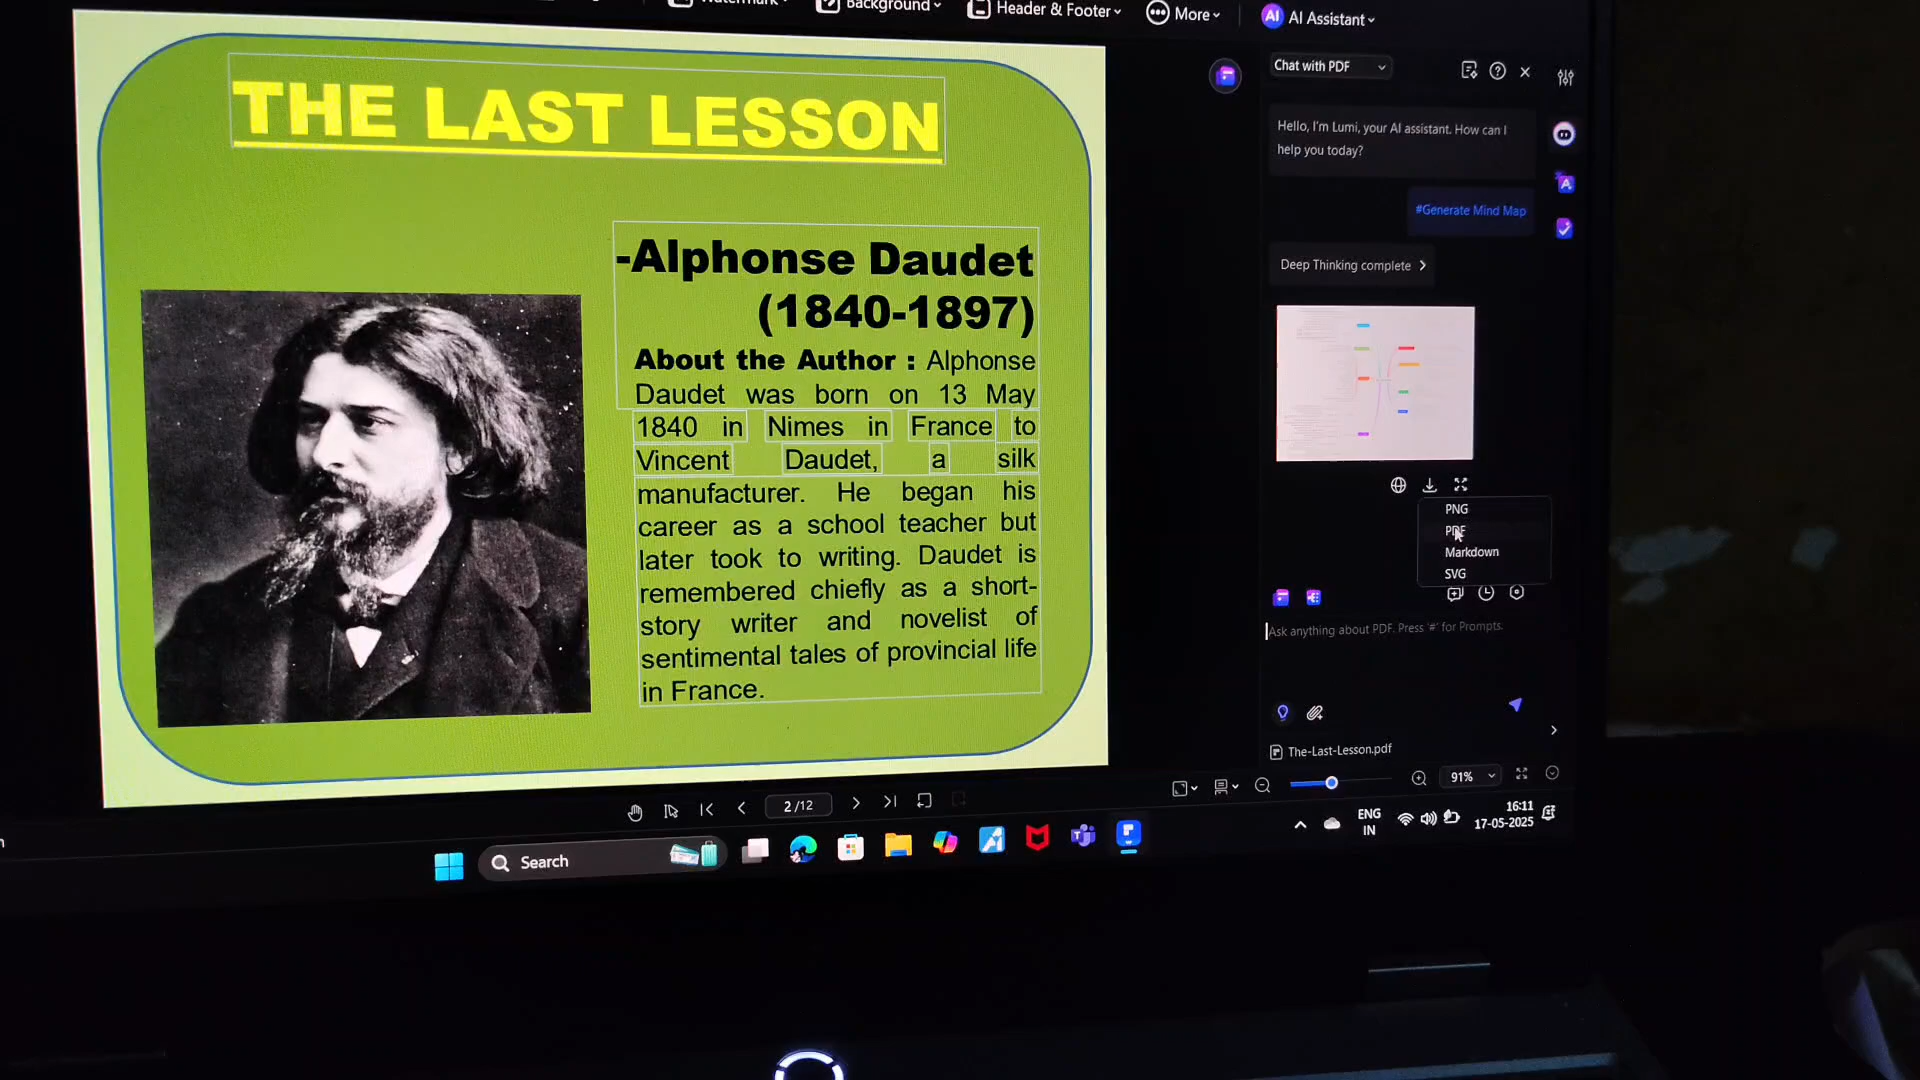 Watermark
Background
Header & Footer
More
AI AI Assistant
THE LAST LESSON
-Alphonse Daudet
(1840-1897)
About the Author : Alphonse
Daudet was born on 13 May
1840 in Nimes in France to
Vincent Daudet, a silk
manufacturer. He began his
career as a school teacher but
later took to writing. Daudet is
remembered chiefly as a short-
story writer and novelist of
sentimental tales of provincial life
in France.
Chat with PDF
Hello, I'm Lumi, your AI assistant. How can I
help you today?
#Generate Mind Map
Deep Thinking complete
PNG
PDF
Markdown
SVG
Ask anything about PDF. Press '#' for Prompts.
The-Last-Lesson.pdf
2 /12
91%
Search
ENG
IN
16:11
17-05-2025